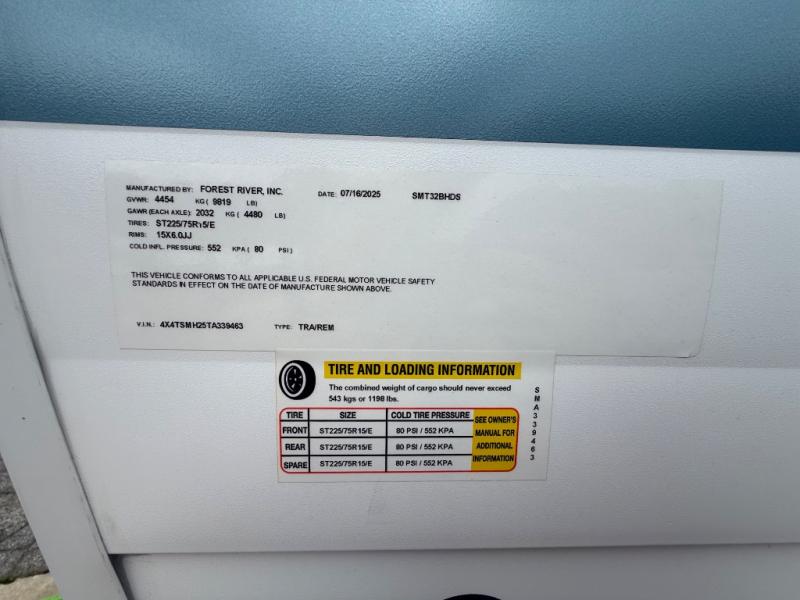 MANUFACTURED BY: FOREST RIVER, INC. DATE: 07/16/2025 SMT32BHDS
GVWR: 4454 KG ( 9819 LB)
GAWR (EACH AXLE): 2032 KG ( 4480 LB)
TIRES: ST225/75R15/E
RIMS: 15X6.0JJ
COLD INFL. PRESSURE: 552 KPA ( 80 PSI)
THIS VEHICLE CONFORMS TO ALL APPLICABLE U.S. FEDERAL MOTOR VEHICLE SAFETY
STANDARDS IN EFFECT ON THE DATE OF MANUFACTURE SHOWN ABOVE.
V.I.N.: 4X4TSMH25TA339463 TYPE: TRA/REM
TIRE AND LOADING INFORMATION
The combined weight of cargo should never exceed
543 kgs or 1198 lbs.
TIRE SIZE COLD TIRE PRESSURE
FRONT ST225/75R15/E 80 PSI / 552 KPA
REAR ST225/75R15/E 80 PSI / 552 KPA
SPARE ST225/75R15/E 80 PSI / 552 KPA
SEE OWNER'S
MANUAL FOR
ADDITIONAL
INFORMATION
SMA339463